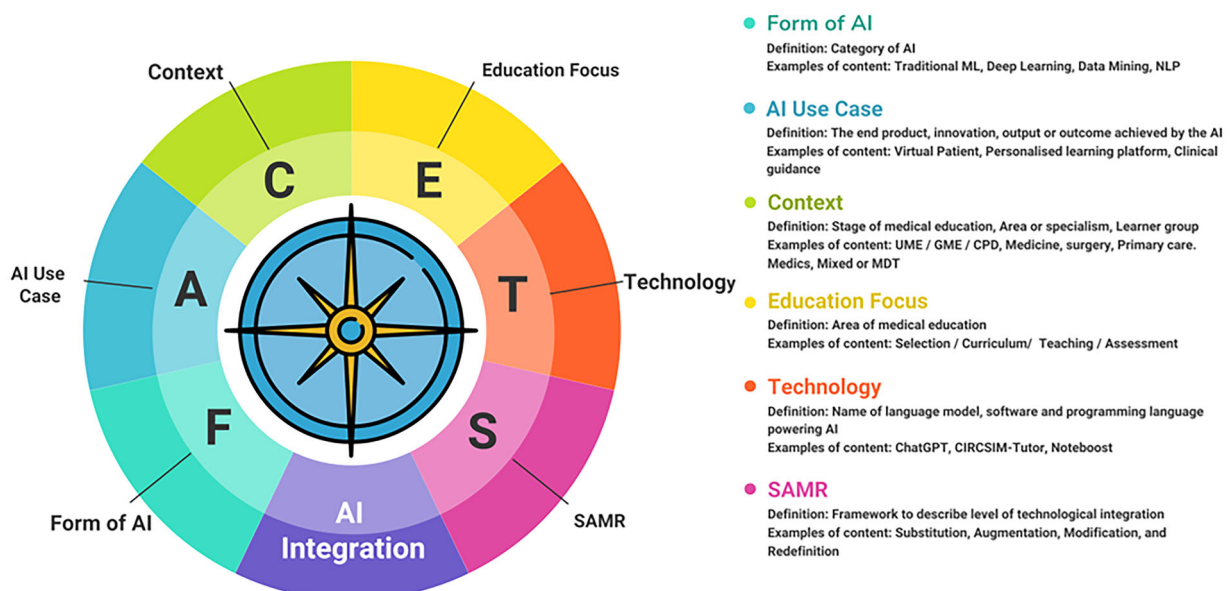 Context
Education Focus
C
E
AI Use
Case
A
T
Technology
F
S
Form of AI
AI
Integration
SAMR
Form of AI
Definition: Category of AI
Examples of content: Traditional ML, Deep Learning, Data Mining, NLP
AI Use Case
Definition: The end product, innovation, output or outcome achieved by the AI
Examples of content: Virtual Patient, Personalised learning platform, Clinical
guidance
Context
Definition: Stage of medical education, Area or specialism, Learner group
Examples of content: UME / GME / CPD, Medicine, surgery, Primary care.
Medics, Mixed or MDT
Education Focus
Definition: Area of medical education
Examples of content: Selection / Curriculum/ Teaching / Assessment
Technology
Definition: Name of language model, software and programming language
powering AI
Examples of content: ChatGPT, CIRCSIM-Tutor, Noteboost
SAMR
Definition: Framework to describe level of technological integration
Examples of content: Substitution, Augmentation, Modification, and
Redefinition